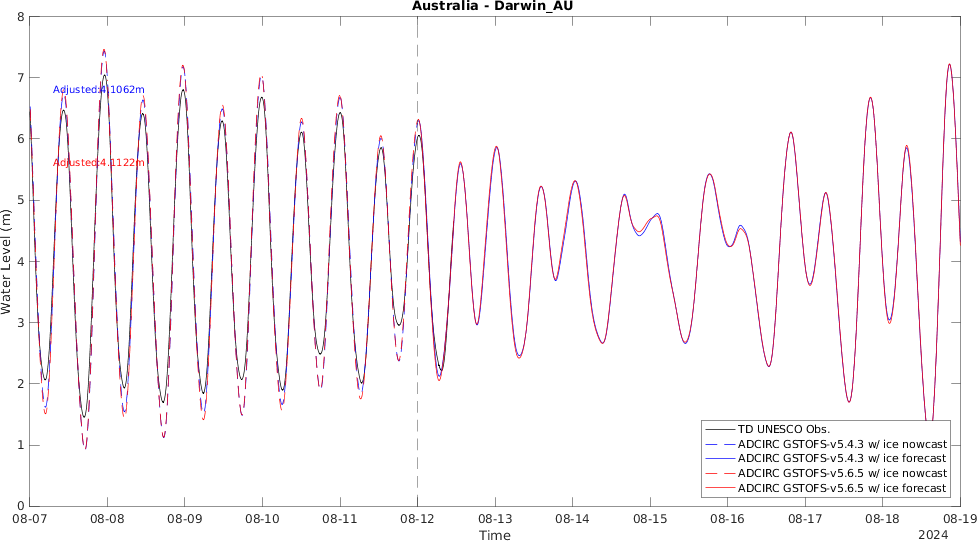 Australia - Darwin_AU
8
7
6
5
4
3
2
1
0
Water Level (m)
Adjusted:4.1062m
Adjusted:4.1122m
TD UNESCO Obs.
ADCIRC GSTOFS-v5.4.3 w/ ice nowcast
ADCIRC GSTOFS-v5.4.3 w/ ice forecast
ADCIRC GSTOFS-v5.6.5 w/ ice nowcast
ADCIRC GSTOFS-v5.6.5 w/ ice forecast
08-07 08-08 08-09 08-10 08-11 08-12 08-13 08-14 08-15 08-16 08-17 08-18 08-19
Time
2024